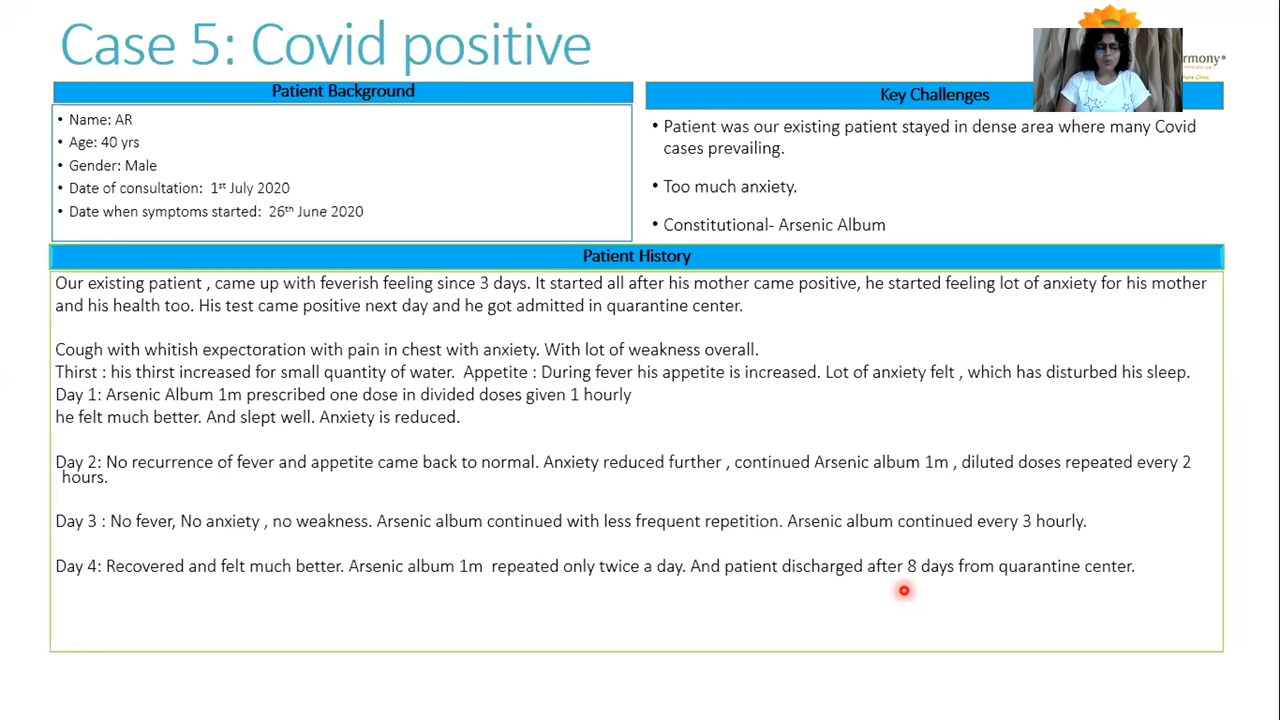 Case 5: Covid positive
Patient Background
• Name: AR
• Age: 40 yrs
• Gender: Male
• Date of consultation: 1st July 2020
• Date when symptoms started: 26th June 2020
Key Challenges
• Patient was our existing patient stayed in dense area where many Covid
cases prevailing.
• Too much anxiety.
• Constitutional- Arsenic Album
Patient History
Our existing patient , came up with feverish feeling since 3 days. It started all after his mother came positive, he started feeling lot of anxiety for his mother
and his health too. His test came positive next day and he got admitted in quarantine center.
Cough with whitish expectoration with pain in chest with anxiety. With lot of weakness overall.
Thirst : his thirst increased for small quantity of water. Appetite : During fever his appetite is increased. Lot of anxiety felt , which has disturbed his sleep.
Day 1: Arsenic Album 1m prescribed one dose in divided doses given 1 hourly
he felt much better. And slept well. Anxiety is reduced.
Day 2: No recurrence of fever and appetite came back to normal. Anxiety reduced further , continued Arsenic album 1m , diluted doses repeated every 2
hours.
Day 3 : No fever, No anxiety , no weakness. Arsenic album continued with less frequent repetition. Arsenic album continued every 3 hourly.
Day 4: Recovered and felt much better. Arsenic album 1m repeated only twice a day. And patient discharged after 8 days from quarantine center.